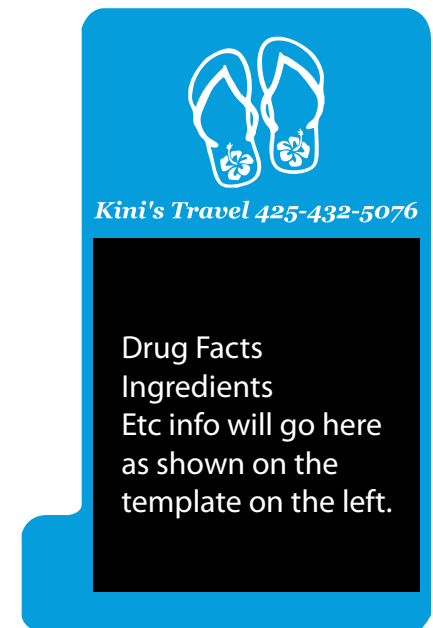 Kini's Travel 425-432-5076
Drug Facts
Ingredients
Etc info will go here
as shown on the
template on the left.